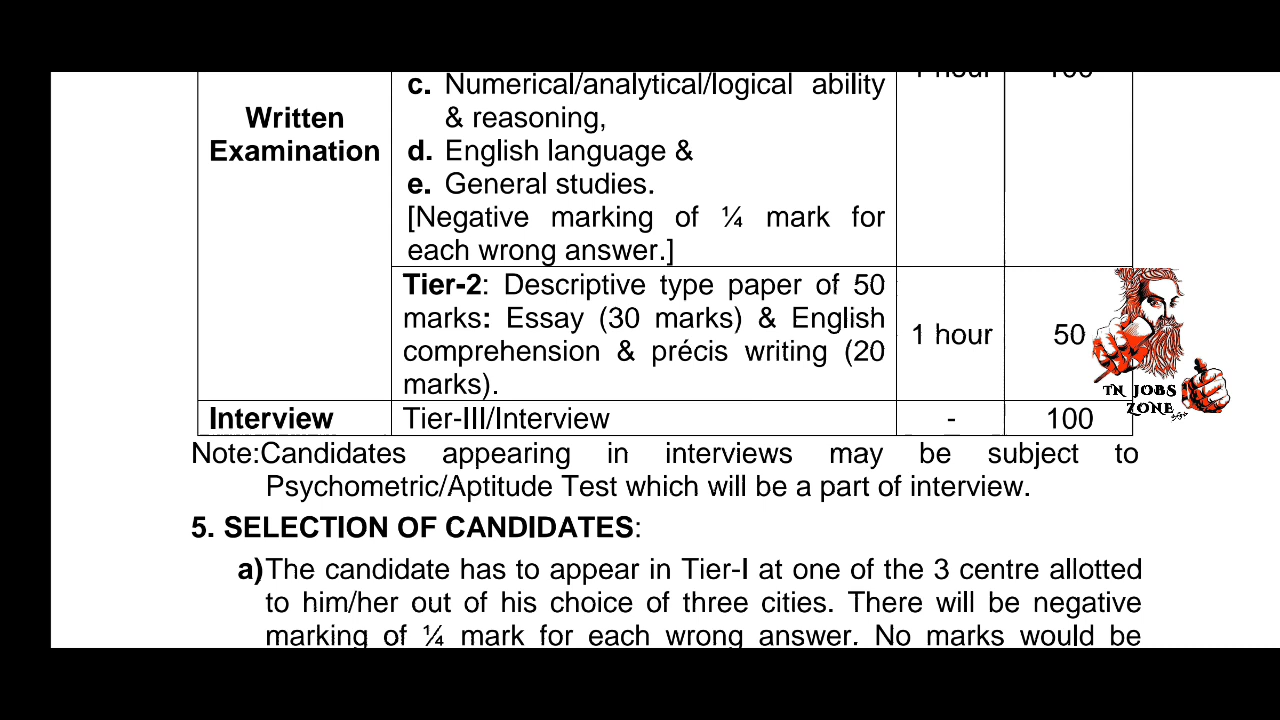 1 hour 100
c. Numerical/analytical/logical ability
& reasoning,
Written
Examination
d. English language &
e. General studies.
[Negative marking of ¼ mark for
each wrong answer.]
Tier-2: Descriptive type paper of 50
marks: Essay (30 marks) & English
comprehension & précis writing (20
marks).
1 hour 50
TN JOBS
ZONE
Interview Tier-III/Interview - 100
Note:Candidates appearing in interviews may be subject to
Psychometric/Aptitude Test which will be a part of interview.
5. SELECTION OF CANDIDATES:
a)The candidate has to appear in Tier-I at one of the 3 centre allotted
to him/her out of his choice of three cities. There will be negative
marking of ¼ mark for each wrong answer. No marks would be